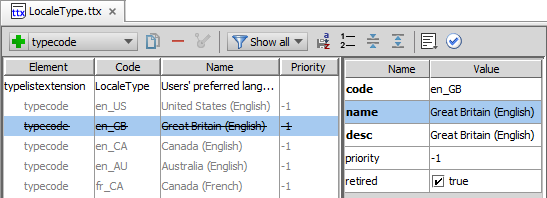 ttx LocaleType.ttx ×
typecode Show all
Element Code Name Priority
typelistextension LocaleType Users' preferred lang...
typecode en_US United States (English) -1
typecode en_GB Great Britain (English) -1
typecode en_CA Canada (English) -1
typecode en_AU Australia (English) -1
typecode fr_CA Canada (French) -1
Name Value
code en_GB
name Great Britain (English)
desc Great Britain (English)
priority -1
retired true